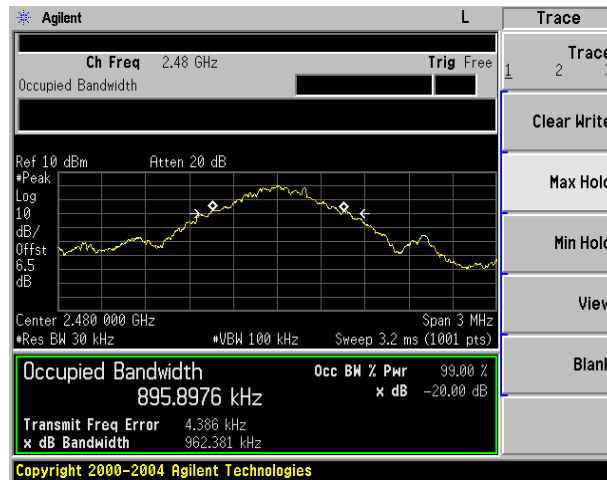 Agilent L Trace
Ch Freq 2.48 GHz Trig Free
Occupied Bandwidth
Trace
1 2
Clear Write
Max Hold
Min Hold
View
Blank
Ref 10 dBm Atten 20 dB
#Peak
Log
10
dB/
Offst
6.5
dB
Center 2.480 000 GHz Span 3 MHz
#Res BW 30 kHz #VBW 100 kHz Sweep 3.2 ms (1001 pts)
Occupied Bandwidth Occ BW % Pwr 99.00 %
895.8976 kHz x dB -20.00 dB
Transmit Freq Error 4.386 kHz
x dB Bandwidth 962.381 kHz
Copyright 2000-2004 Agilent Technologies